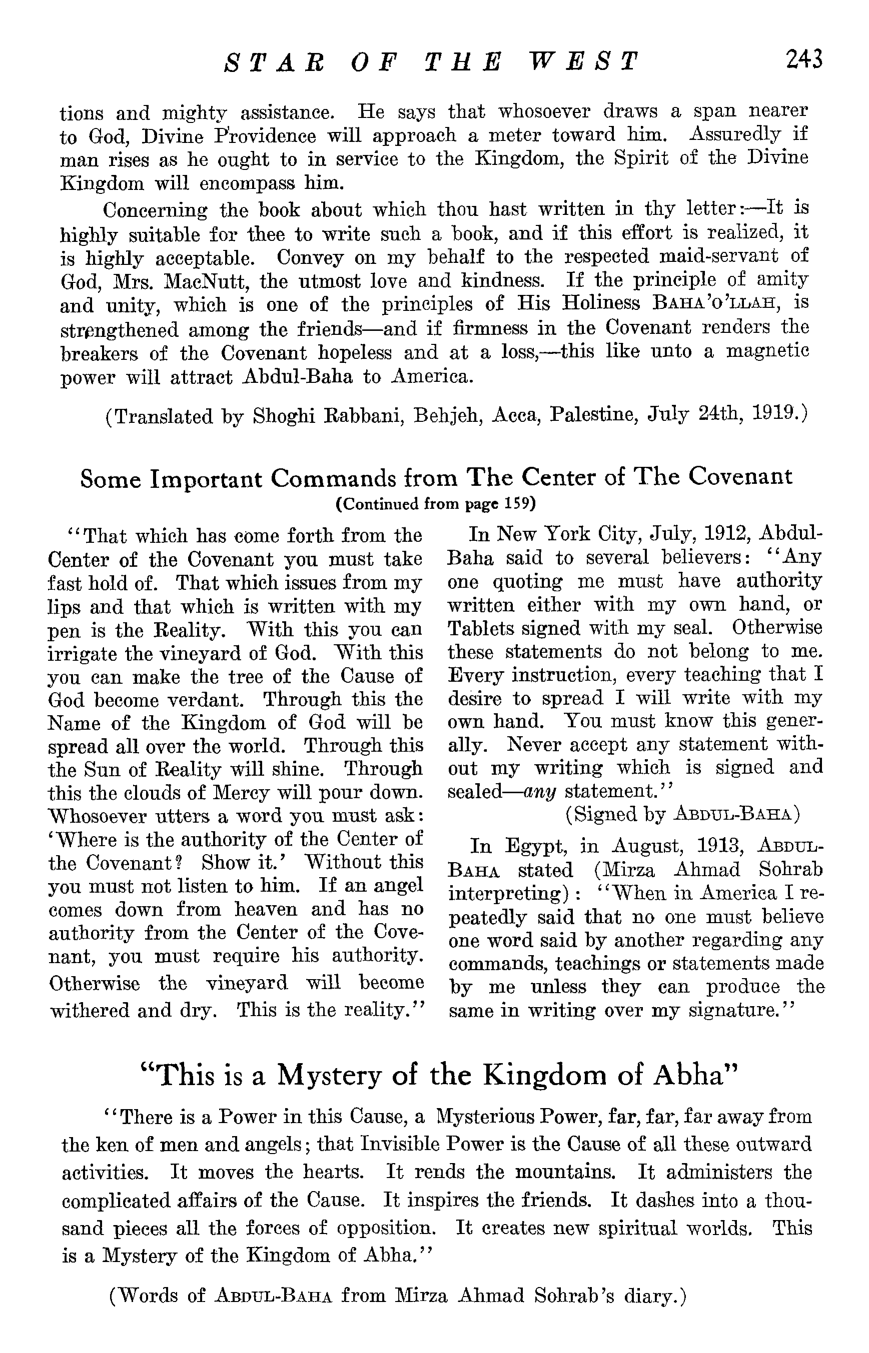 STAR OF THE WEST 243
tions and mighty assistance. He says that whosoever draws a span nearer
to God, Divine Providence will approach a meter toward him. Assuredly if
man rises as he ought to in service to the Kingdom, the Spirit of the Divine
Kingdom will encompass him.
Concerning the book about which thou hast written in thy letter:—It is
highly suitable for thee to write such a book, and if this effort is realized, it
is highly acceptable. Convey on my behalf to the respected maid-servant of
God, Mrs. MacNutt, the utmost love and kindness. If the principle of amity
and unity, which is one of the principles of His Holiness BAHA'O'LLAH, is
strengthened among the friends—and if firmness in the Covenant renders the
breakers of the Covenant hopeless and at a loss,—this like unto a magnetic
power will attract Abdul-Baha to America.
(Translated by Shoghi Rabbani, Behjeh, Acca, Palestine, July 24th, 1919.)
Some Important Commands from The Center of The Covenant
(Continued from page 159)
"That which has come forth from the
Center of the Covenant you must take
fast hold of. That which issues from my
lips and that which is written with my
pen is the Reality. With this you can
irrigate the vineyard of God. With this
you can make the tree of the Cause of
God become verdant. Through this the
Name of the Kingdom of God will be
spread all over the world. Through this
the Sun of Reality will shine. Through
this the clouds of Mercy will pour down.
Whosoever utters a word you must ask:
'Where is the authority of the Center of
the Covenant? Show it.' Without this
you must not listen to him. If an angel
comes down from heaven and has no
authority from the Center of the Cove-
nant, you must require his authority.
Otherwise the vineyard will become
withered and dry. This is the reality."
In New York City, July, 1912, Abdul-
Baha said to several believers: "Any
one quoting me must have authority
written either with my own hand, or
Tablets signed with my seal. Otherwise
these statements do not belong to me.
Every instruction, every teaching that I
desire to spread I will write with my
own hand. You must know this gener-
ally. Never accept any statement with-
out my writing which is signed and
sealed—any statement."
(Signed by ABDUL-BAHA)
In Egypt, in August, 1913, ABDUL-
BAHA stated (Mirza Ahmad Sohrab
interpreting): "When in America I re-
peatedly said that no one must believe
one word said by another regarding any
commands, teachings or statements made
by me unless they can produce the
same in writing over my signature."
"This is a Mystery of the Kingdom of Abha"
"There is a Power in this Cause, a Mysterious Power, far, far, far away from
the ken of men and angels; that Invisible Power is the Cause of all these outward
activities. It moves the hearts. It rends the mountains. It administers the
complicated affairs of the Cause. It inspires the friends. It dashes into a thou-
sand pieces all the forces of opposition. It creates new spiritual worlds. This
is a Mystery of the Kingdom of Abha."
(Words of ABDUL-BAHA from Mirza Ahmad Sohrab's diary.)